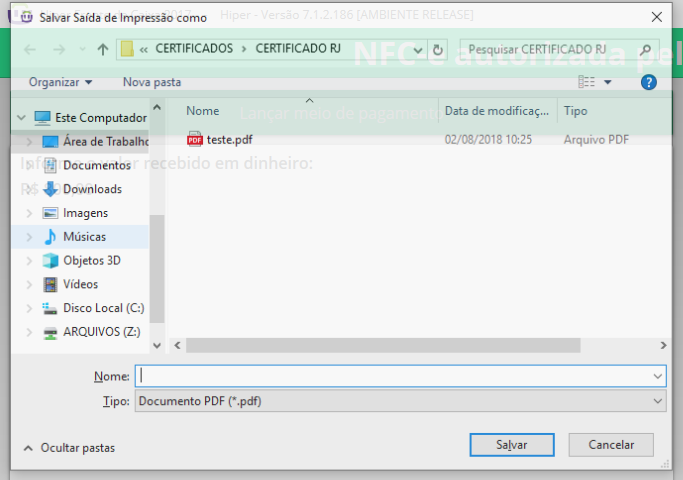 Salvar Saída de Impressão como
Hiper - Versão 7.1.2.186 [AMBIENTE RELEASE]
« CERTIFICADOS › CERTIFICADO RJ
Pesquisar CERTIFICADO RJ
NFC-e autorizada pel
Organizar
Nova pasta
Este Computador
Área de Trabalho
Documentos
Downloads
Imagens
Músicas
Objetos 3D
Vídeos
Disco Local (C:)
ARQUIVOS (Z:)
Nome
Data de modificaç...
Tipo
Lançar meio de pagament
teste.pdf
02/08/2018 10:25
Arquivo PDF
recebido em dinheiro:
R$
Nome:
Tipo: Documento PDF (*.pdf)
Ocultar pastas
Salvar
Cancelar